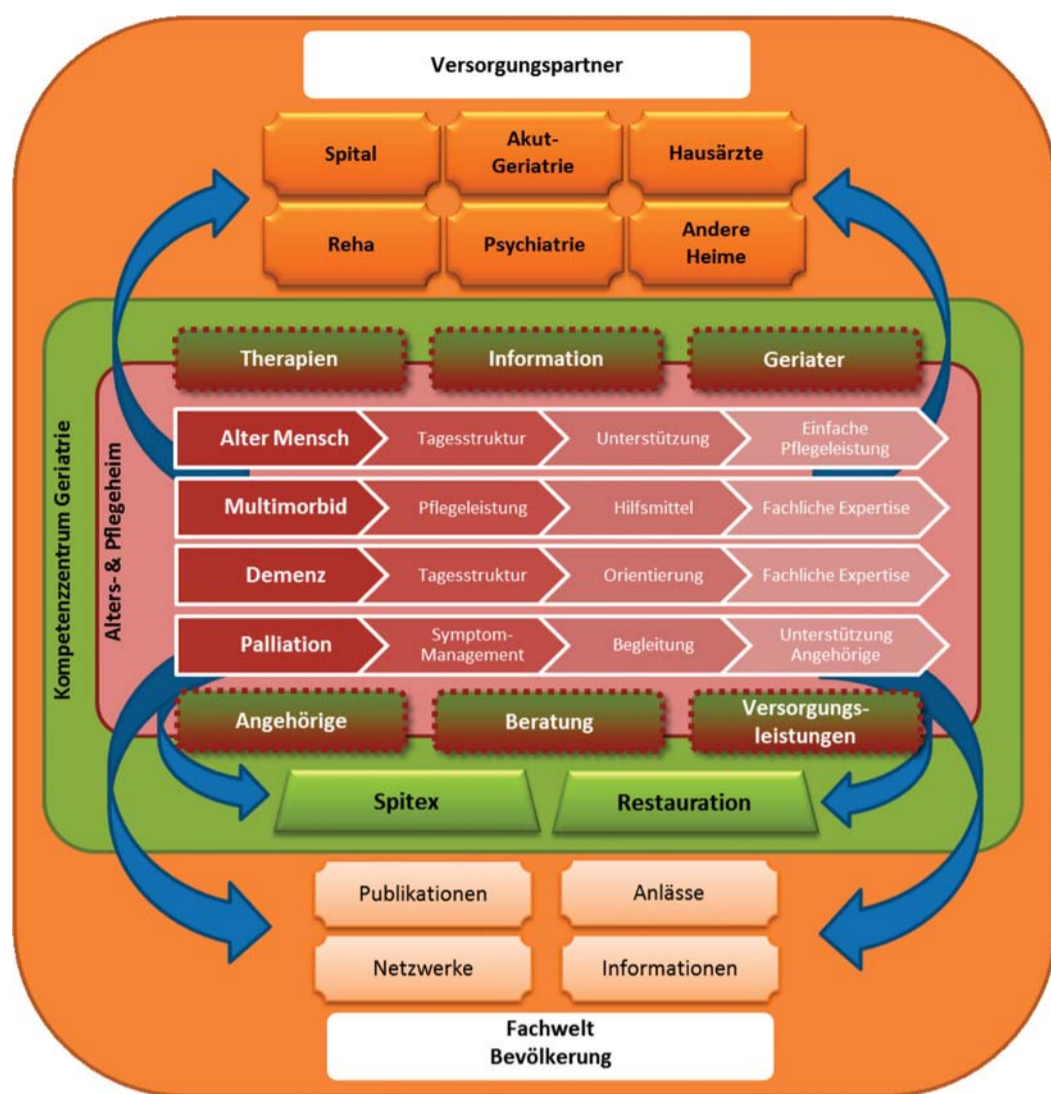 Versorgungspartner
Spital
Akut-
Geriatrie
Hausärzte
Reha
Psychiatrie
Andere
Heime
Kompetenzzentrum Geriatrie
Alters- & Pflegeheim
Therapien
Information
Geriater
Alter Mensch
Tagesstruktur
Unterstützung
Einfache
Pflegeleistung
Multimorbid
Pflegeleistung
Hilfsmittel
Fachliche Expertise
Demenz
Tagesstruktur
Orientierung
Fachliche Expertise
Palliation
Symptom-
Management
Begleitung
Unterstützung
Angehörige
Angehörige
Beratung
Versorgungs-
leistungen
Spitex
Restauration
Publikationen
Anlässe
Netzwerke
Informationen
Fachwelt
Bevölkerung